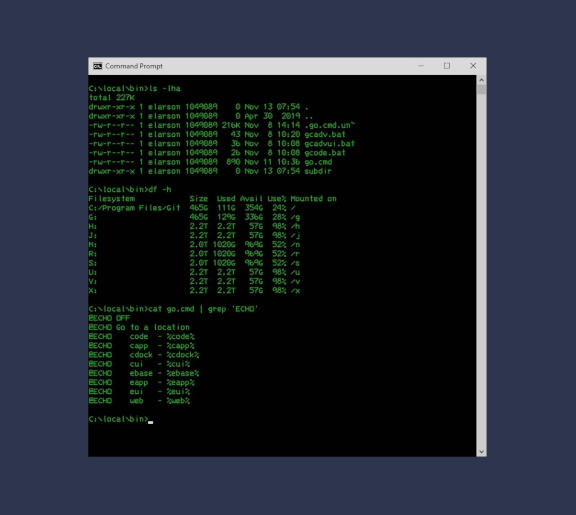 Command Prompt
C:\local\bin>ls -lha
total 227K
drwxr-xr-x 1 elarson 1049089    0 Nov 13 07:54 .
drwxr-xr-x 1 elarson 1049089    0 Apr 30  2019 ..
-rw-r--r-- 1 elarson 1049089 216K Nov  8 14:14 .go.cmd.un~
-rw-r--r-- 1 elarson 1049089   43 Nov  8 10:20 gcadv.bat
-rw-r--r-- 1 elarson 1049089   36 Nov  8 10:08 gcadvui.bat
-rw-r--r-- 1 elarson 1049089   26 Nov  8 10:08 gcode.bat
-rw-r--r-- 1 elarson 1049089  890 Nov 11 10:36 go.cmd
drwxr-xr-x 1 elarson 1049089    0 Nov 13 07:54 subdir
C:\local\bin>df -h
Filesystem            Size  Used Avail Use% Mounted on
C:/Program Files/Git  465G  111G  354G  24% /
G:                    465G  129G  336G  28% /g
H:                    2.2T  2.2T   57G  98% /h
J:                    2.2T  2.2T   57G  98% /j
N:                    2.0T 1020G  969G  52% /n
R:                    2.0T 1020G  969G  52% /r
S:                    2.0T 1020G  969G  52% /s
U:                    2.2T  2.2T   57G  98% /u
V:                    2.2T  2.2T   57G  98% /v
X:                    2.2T  2.2T   57G  98% /x
C:\local\bin>cat go.cmd | grep 'ECHO'
@ECHO OFF
@ECHO Go to a location
@ECHO    code  - %code%
@ECHO    capp  - %capp%
@ECHO    cdock - %cdock%
@ECHO    cui   - %cui%
@ECHO    ebase - %ebase%
@ECHO    eapp  - %eapp%
@ECHO    eui   - %eui%
@ECHO    web   - %web%
C:\local\bin>